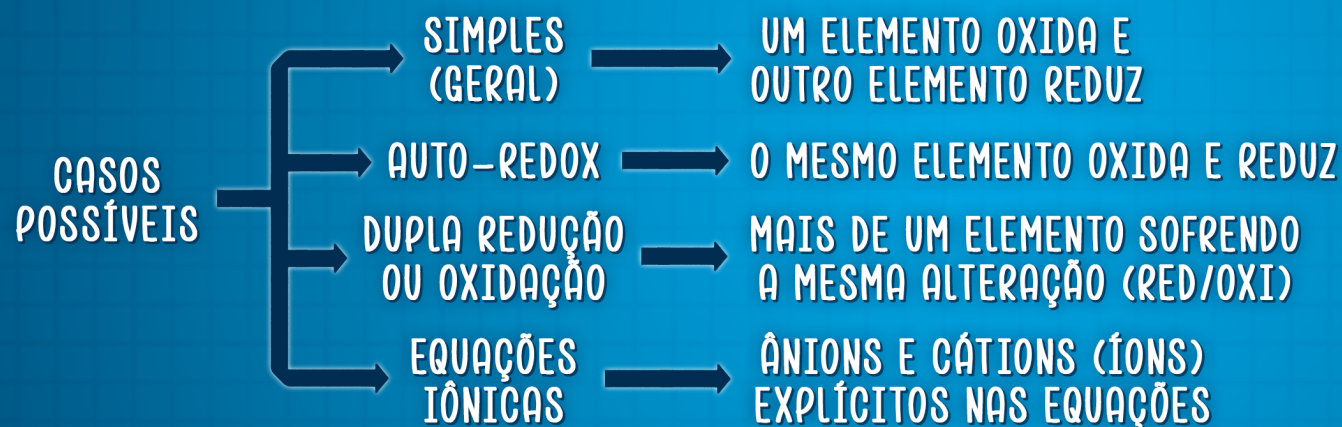 CASOS
POSSÍVEIS
SIMPLES
(GERAL)
UM ELEMENTO OXIDA E
OUTRO ELEMENTO REDUZ
AUTO-REDOX
O MESMO ELEMENTO OXIDA E REDUZ
DUPLA REDUÇÃO
OU OXIDAÇÃO
MAIS DE UM ELEMENTO SOFRENDO
A MESMA ALTERAÇÃO (RED/OXI)
EQUAÇÕES
IÔNICAS
ÂNIONS E CÁTIONS (ÍONS)
EXPLÍCITOS NAS EQUAÇÕES